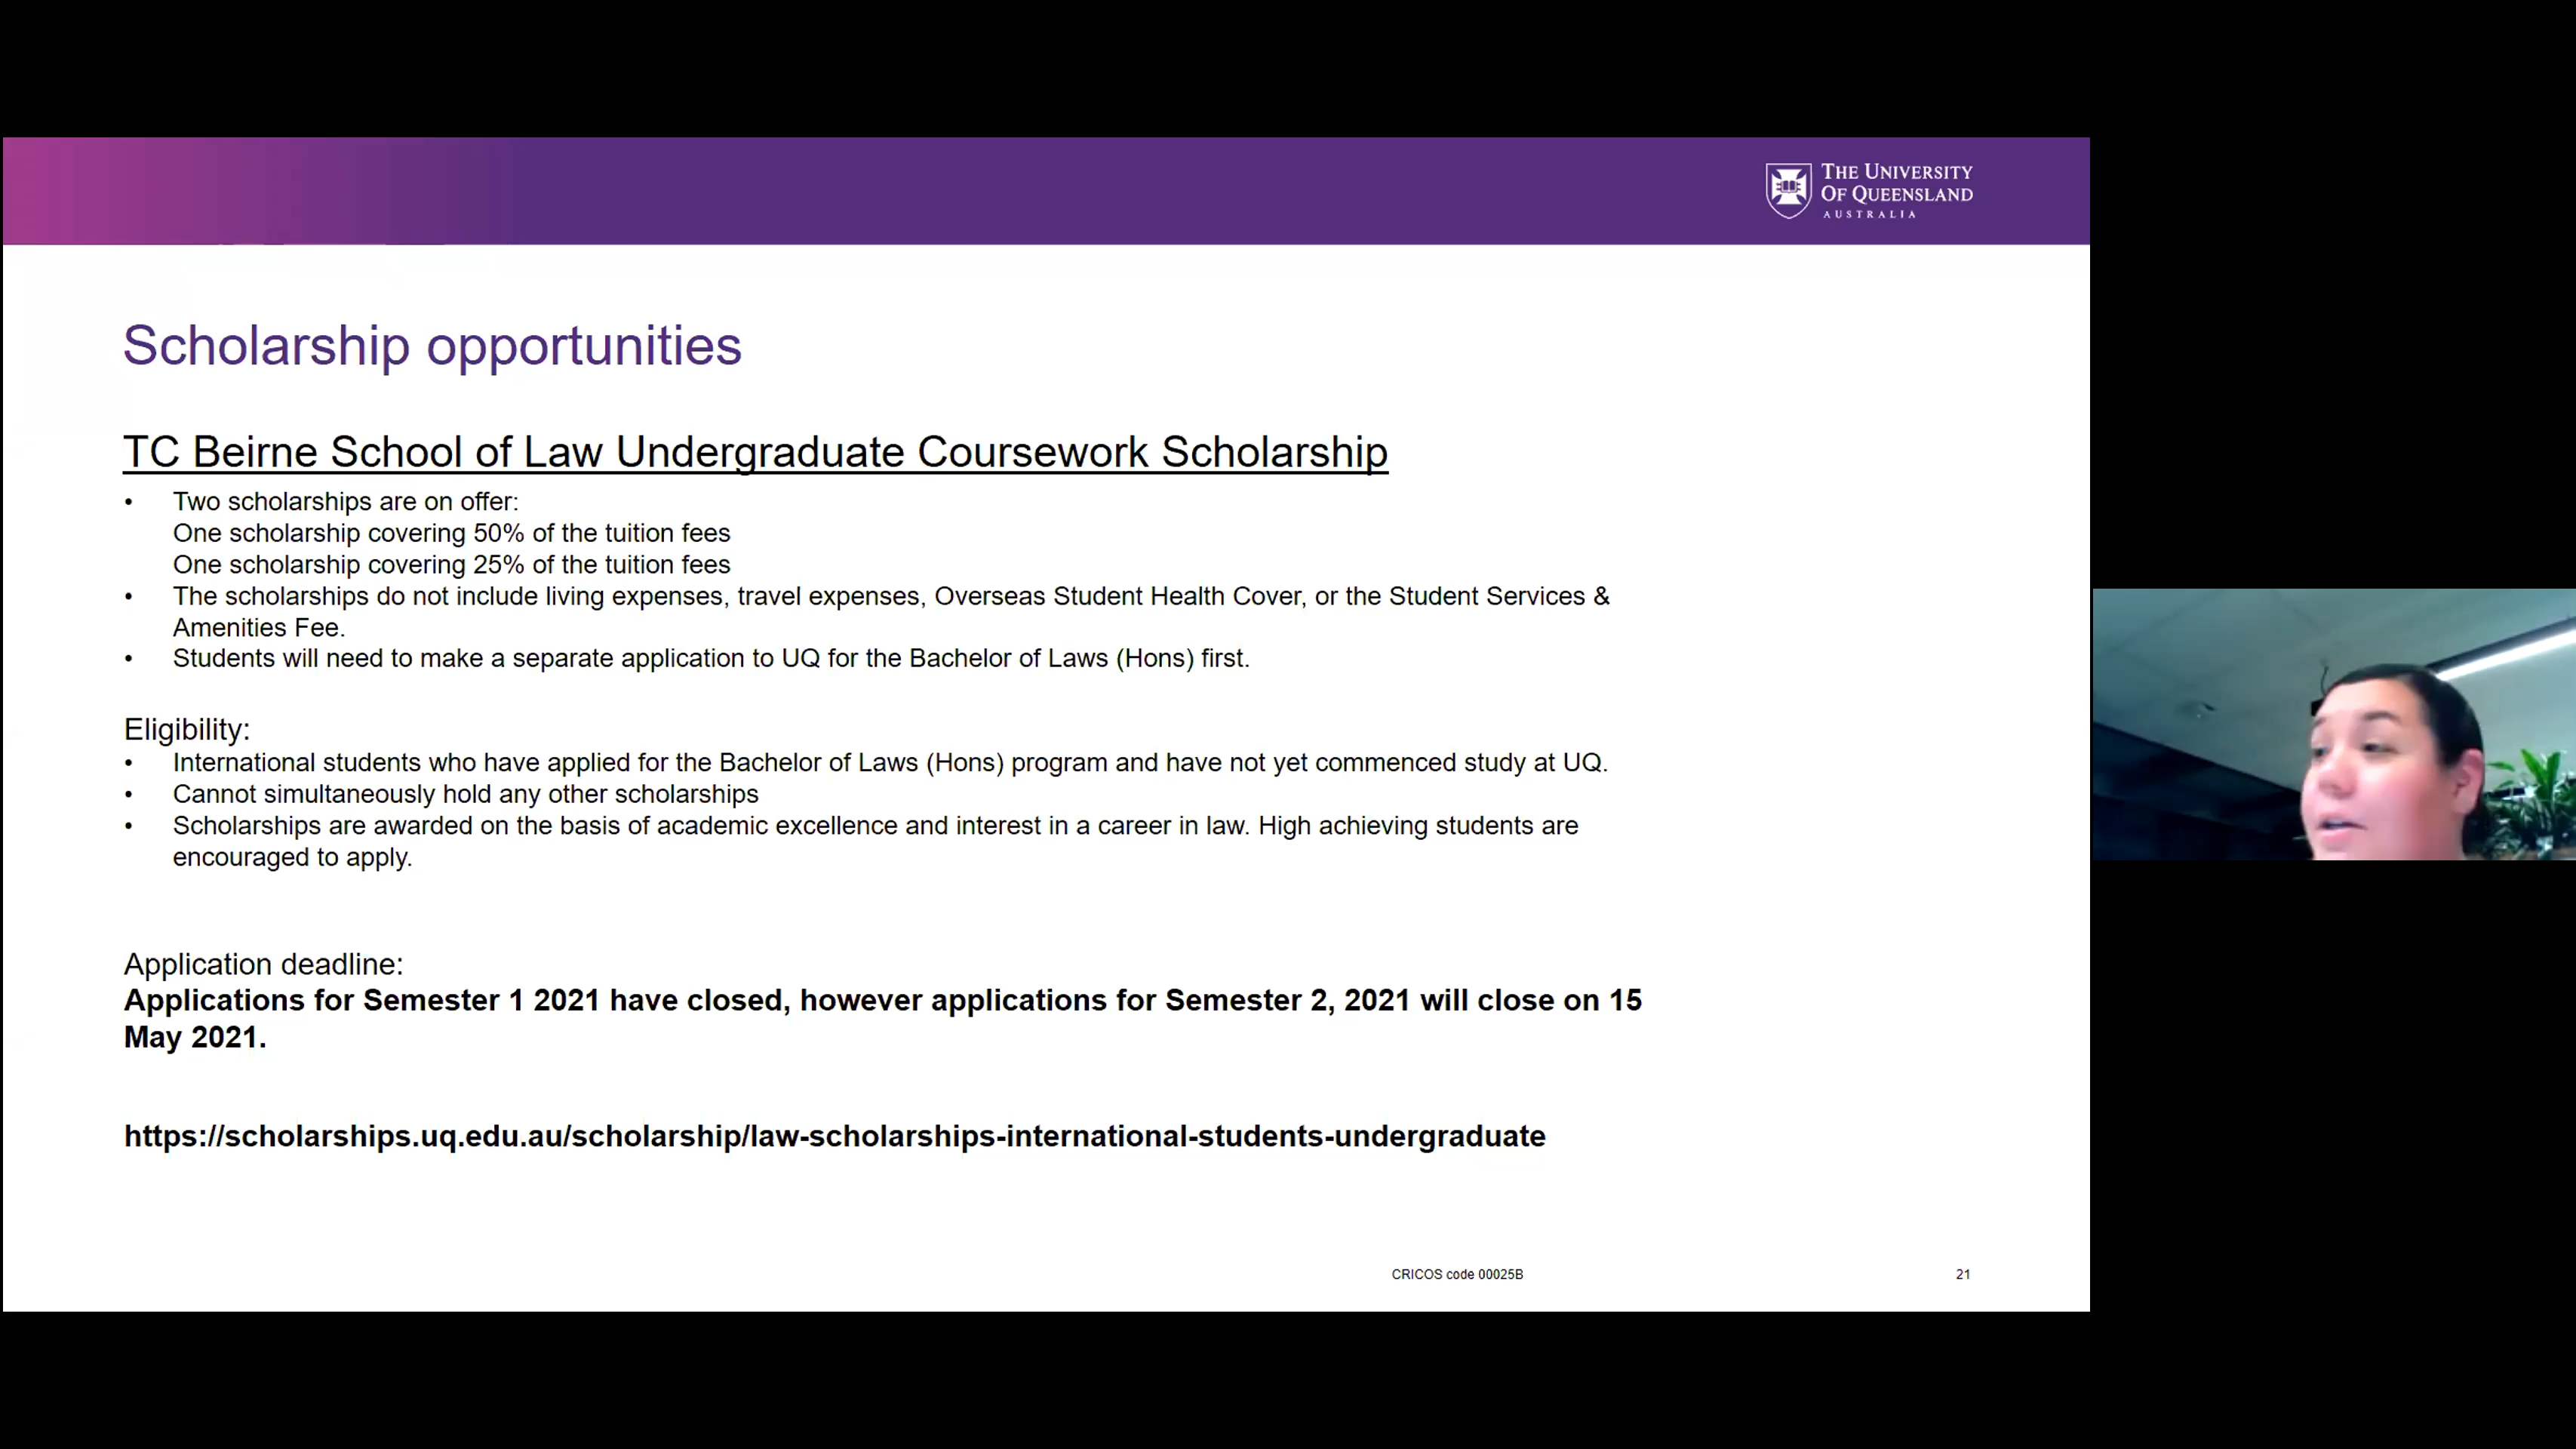 THE UNIVERSITY
OF QUEENSLAND
AUSTRALIA
Scholarship opportunities
TC Beirne School of Law Undergraduate Coursework Scholarship
• Two scholarships are on offer:
One scholarship covering 50% of the tuition fees
One scholarship covering 25% of the tuition fees
• The scholarships do not include living expenses, travel expenses, Overseas Student Health Cover, or the Student Services &
Amenities Fee.
• Students will need to make a separate application to UQ for the Bachelor of Laws (Hons) first.
Eligibility:
• International students who have applied for the Bachelor of Laws (Hons) program and have not yet commenced study at UQ.
• Cannot simultaneously hold any other scholarships
• Scholarships are awarded on the basis of academic excellence and interest in a career in law. High achieving students are
encouraged to apply.
Application deadline:
Applications for Semester 1 2021 have closed, however applications for Semester 2, 2021 will close on 15
May 2021.
https://scholarships.uq.edu.au/scholarship/law-scholarships-international-students-undergraduate
CRICOS code 00025B
21